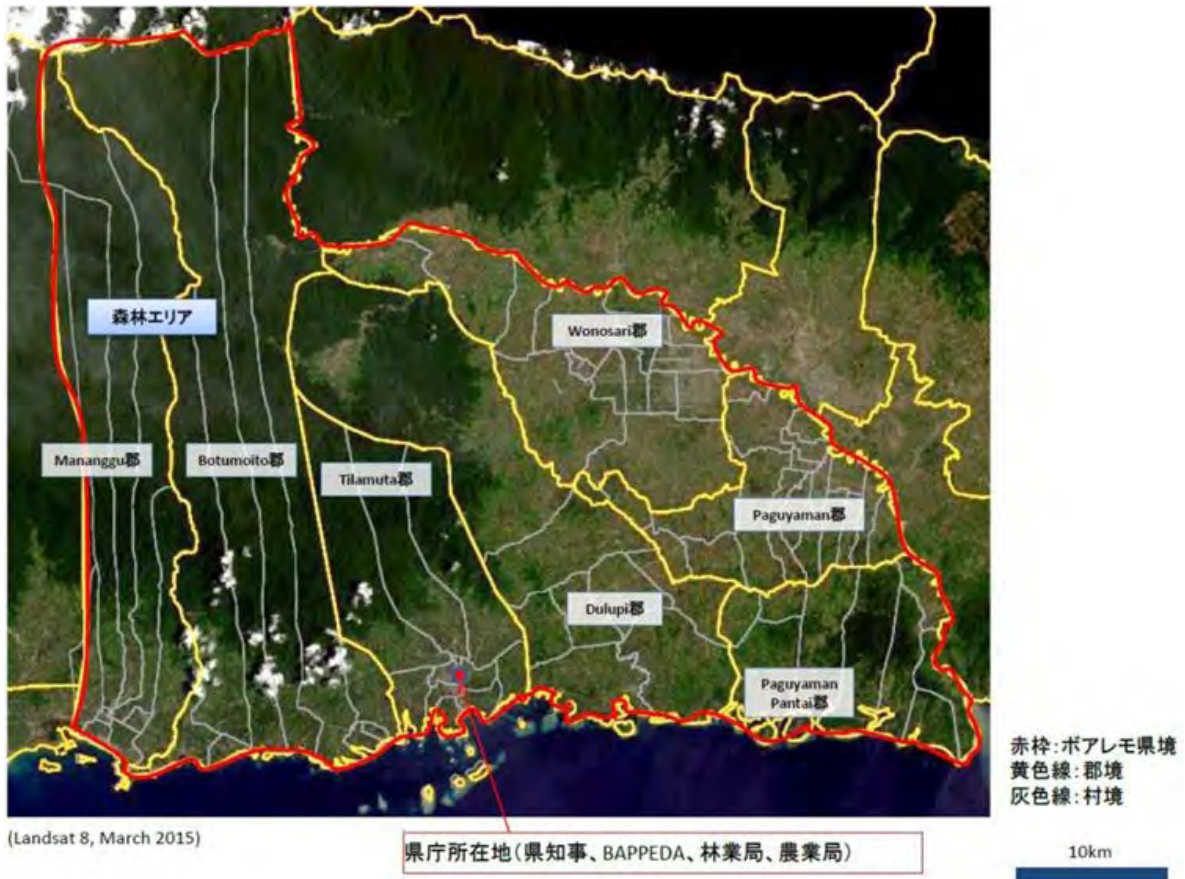 Wonosari郡
森林エリア
Mananggu郡
Botumoito郡
Tilamuta郡
Paguyaman郡
Dulupi郡
Paguyaman
Pantai郡
赤枠：ボアレモ県境
黄色線：郡境
灰色線：村境
(Landsat 8, March 2015)
県庁所在地（県知事、BAPPEDA、林業局、農業局）
10km